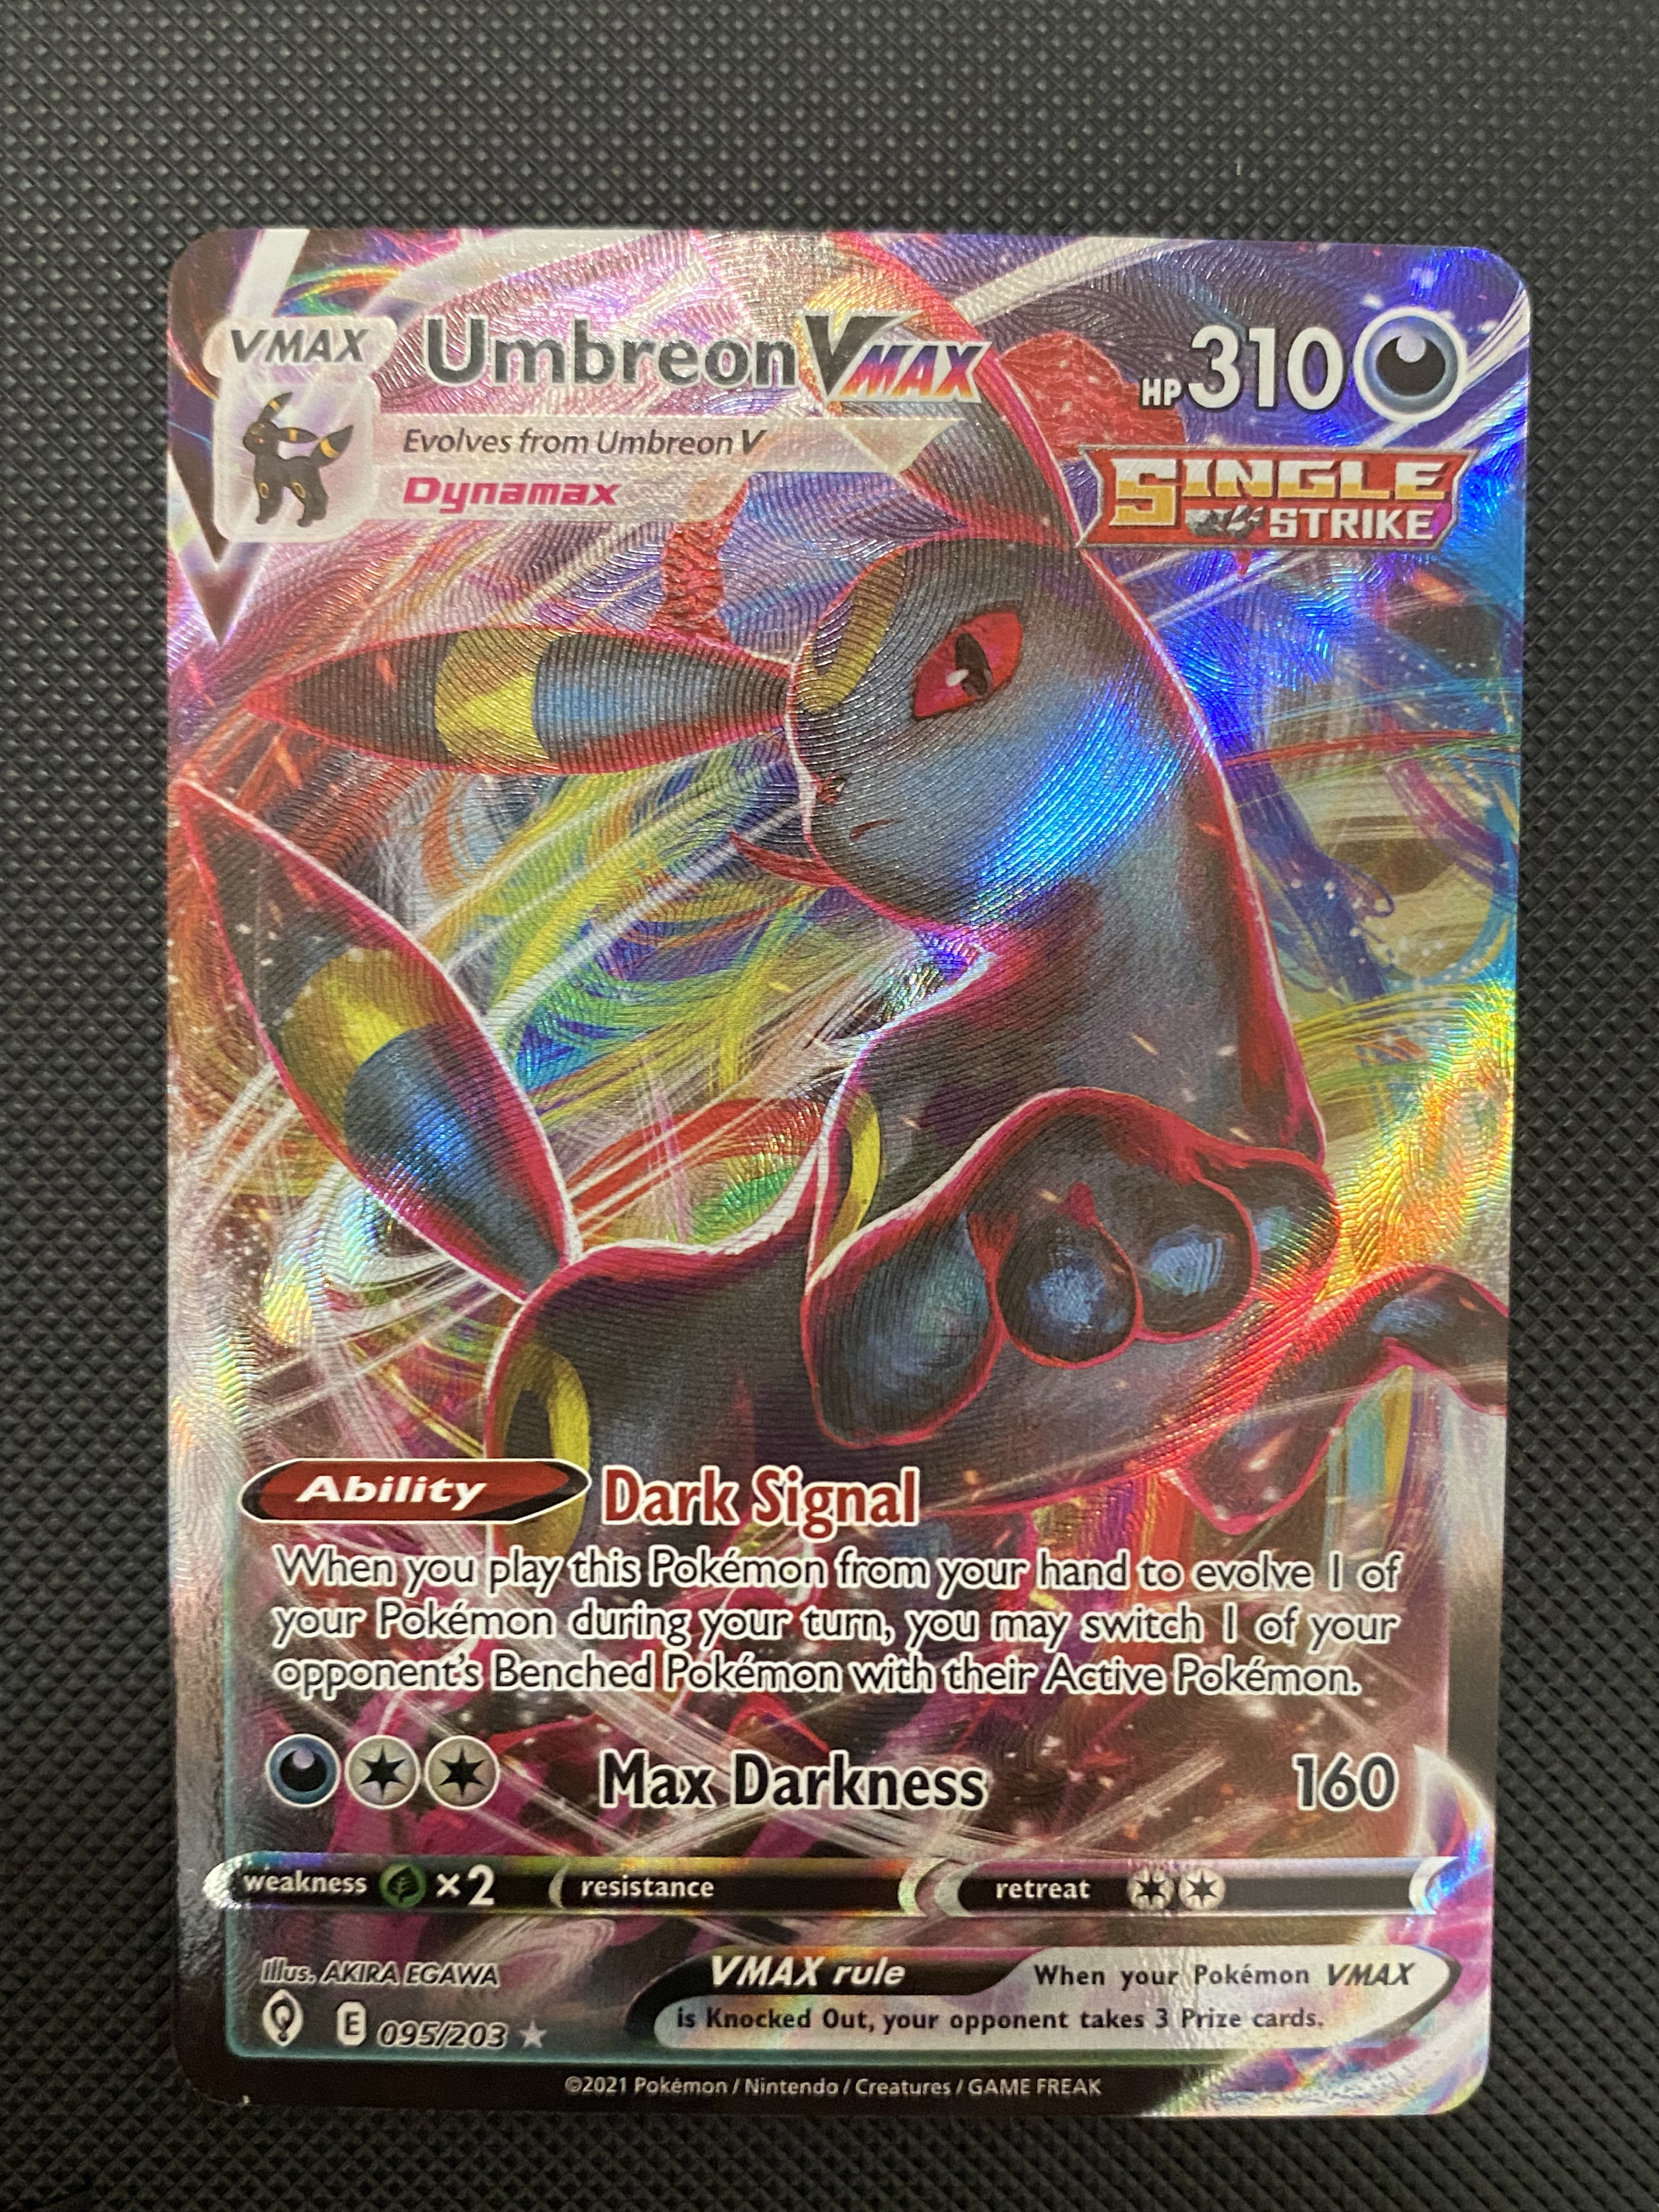 VMAX
Umbreon VMAX
HP 310
Evolves from Umbreon V
Dynamax
SINGLE
STRIKE
Ability Dark Signal
When you play this Pokémon from your hand to evolve 1 of
your Pokémon during your turn, you may switch 1 of your
opponent's Benched Pokémon with their Active Pokémon.
Max Darkness 160
weakness ×2 resistance retreat
Illus. AKIRA EGAWA
VMAX rule When your Pokémon VMAX
is Knocked Out, your opponent takes 3 Prize cards.
E 095/203
©2021 Pokémon / Nintendo / Creatures / GAME FREAK